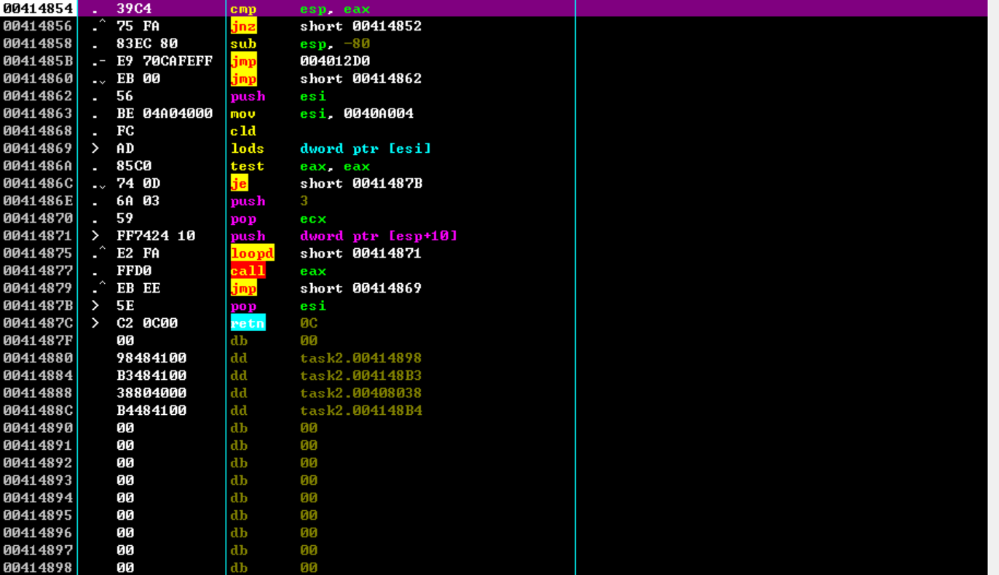 00414854 . 39C4 cmp esp, eax
00414856 .^ 75 FA jnz short 00414852
00414858 . 83EC 80 sub esp, -80
0041485B .- E9 70CAFEFF jmp 004012D0
00414860 .v EB 00 jmp short 00414862
00414862 . 56 push esi
00414863 . BE 04A04000 mov esi, 0040A004
00414868 . FC cld
00414869 > AD lods dword ptr [esi]
0041486A . 85C0 test eax, eax
0041486C .v 74 0D je short 0041487B
0041486E . 6A 03 push 3
00414870 . 59 pop ecx
00414871 > FF7424 10 push dword ptr [esp+10]
00414875 .^ E2 FA loopd short 00414871
00414877 . FFD0 call eax
00414879 .^ EB EE jmp short 00414869
0041487B > 5E pop esi
0041487C > C2 0C00 retn 0C
0041487F 00 db 00
00414880 98484100 dd task2.00414898
00414884 B3484100 dd task2.004148B3
00414888 38804000 dd task2.00408038
0041488C B4484100 dd task2.004148B4
00414890 00 db 00
00414891 00 db 00
00414892 00 db 00
00414893 00 db 00
00414894 00 db 00
00414895 00 db 00
00414896 00 db 00
00414897 00 db 00
00414898 00 db 00